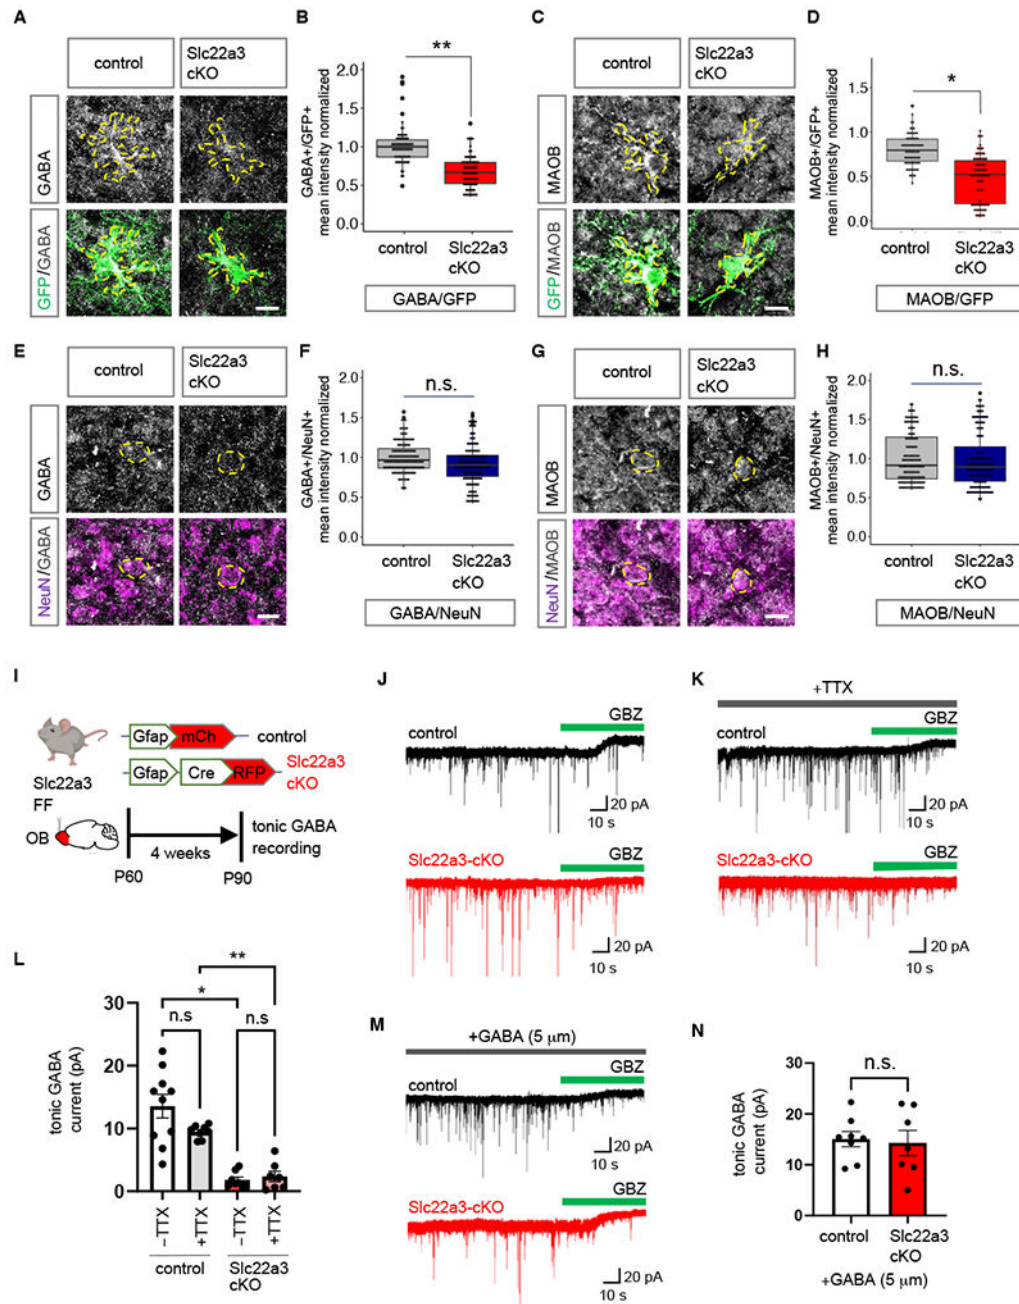 A
control
Slc22a3
cKO
GABA
GFP/GABA
B
**
GABA+/GFP+
mean intensity normalized
2.0
1.5
1.0
0.5
0.0
control
Slc22a3
cKO
GABA/GFP
C
control
Slc22a3
cKO
MAOB
GFP/MAOB
D
*
MAOB+/GFP+
mean intensity normalized
1.5
1.0
0.5
0.0
control
Slc22a3
cKO
MAOB/GFP
E
control
Slc22a3
cKO
GABA
NeuN/GABA
F
n.s.
GABA+/NeuN+
mean intensity normalized
2.0
1.5
1.0
0.5
0.0
control
Slc22a3
cKO
GABA/NeuN
G
control
Slc22a3
cKO
MAOB
NeuN/MAOB
H
n.s.
MAOB+/NeuN+
mean intensity normalized
2.0
1.5
1.0
0.5
0.0
control
Slc22a3
cKO
MAOB/NeuN
I
Gfap mCh control
Gfap Cre RFP Slc22a3
cKO
Slc22a3
FF
OB
4 weeks
tonic GABA
recording
P60
P90
J
GBZ
control
20 pA
10 s
GBZ
Slc22a3-cKO
20 pA
10 s
K
+TTX
GBZ
control
20 pA
10 s
GBZ
Slc22a3-cKO
20 pA
10 s
L
**
*
n.s
n.s
tonic GABA
current (pA)
30
20
10
0
–TTX
+TTX
–TTX
+TTX
control
Slc22a3
cKO
M
+GABA (5 μm)
GBZ
control
20 pA
10 s
GBZ
Slc22a3-cKO
20 pA
10 s
N
n.s.
tonic GABA
current (pA)
30
20
10
0
control
Slc22a3
cKO
+GABA (5 μm)